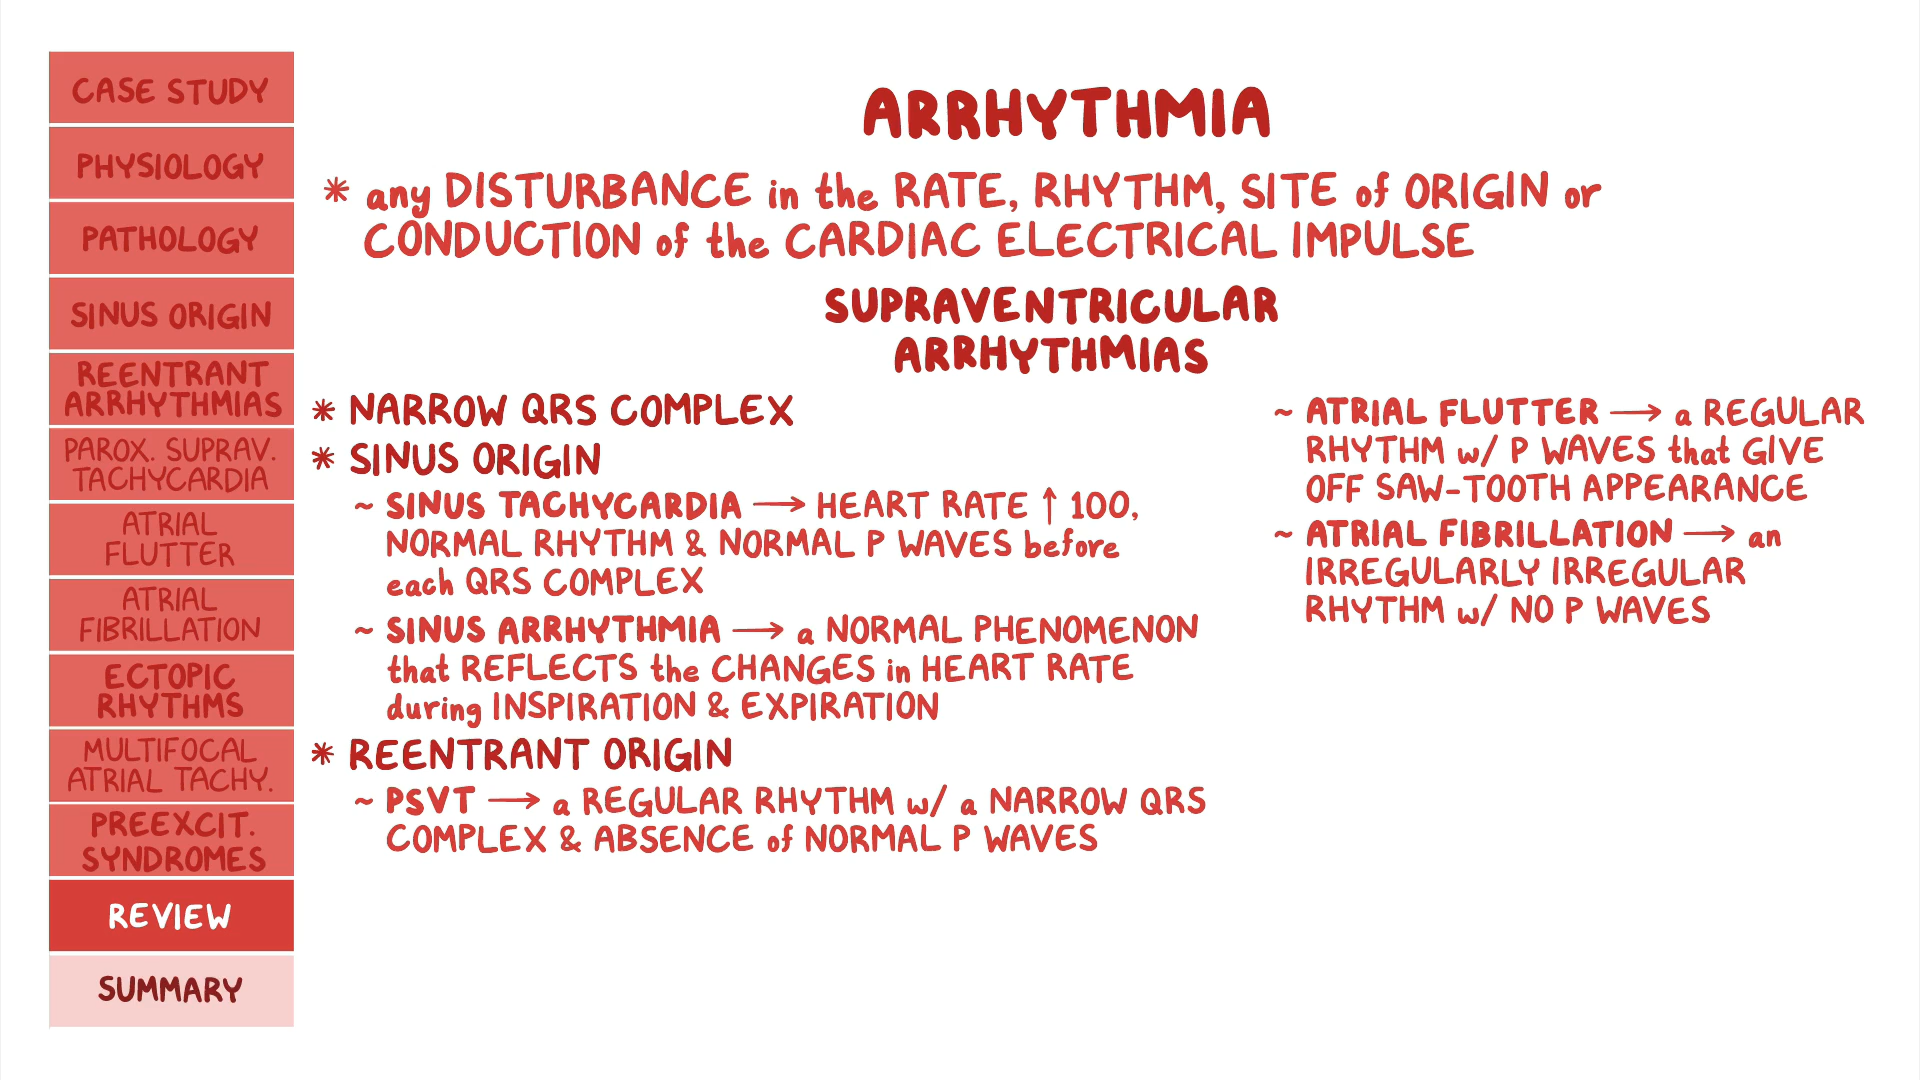 CASE STUDY
PHYSIOLOGY
PATHOLOGY
SINUS ORIGIN
REENTRANT
ARRHYTHMIAS
PAROX. SUPRAV.
TACHYCARDIA
ATRIAL
FLUTTER
ATRIAL
FIBRILLATION
ECTOPIC
RHYTHMS
MULTIFOCAL
ATRIAL TACHY.
PREEXCIT.
SYNDROMES
REVIEW
SUMMARY
ARRHYTHMIA
* any DISTURBANCE in the RATE, RHYTHM, SITE of ORIGIN or
CONDUCTION of the CARDIAC ELECTRICAL IMPULSE
SUPRAVENTRICULAR
ARRHYTHMIAS
* NARROW QRS COMPLEX
* SINUS ORIGIN
~ SINUS TACHYCARDIA → HEART RATE ↑ 100,
NORMAL RHYTHM & NORMAL P WAVES before
each QRS COMPLEX
~ SINUS ARRHYTHMIA → a NORMAL PHENOMENON
that REFLECTS the CHANGES in HEART RATE
during INSPIRATION & EXPIRATION
* REENTRANT ORIGIN
~ PSVT → a REGULAR RHYTHM w/ a NARROW QRS
COMPLEX & ABSENCE of NORMAL P WAVES
~ ATRIAL FLUTTER → a REGULAR
RHYTHM w/ P WAVES that GIVE
OFF SAW-TOOTH APPEARANCE
~ ATRIAL FIBRILLATION → an
IRREGULARLY IRREGULAR
RHYTHM w/ NO P WAVES